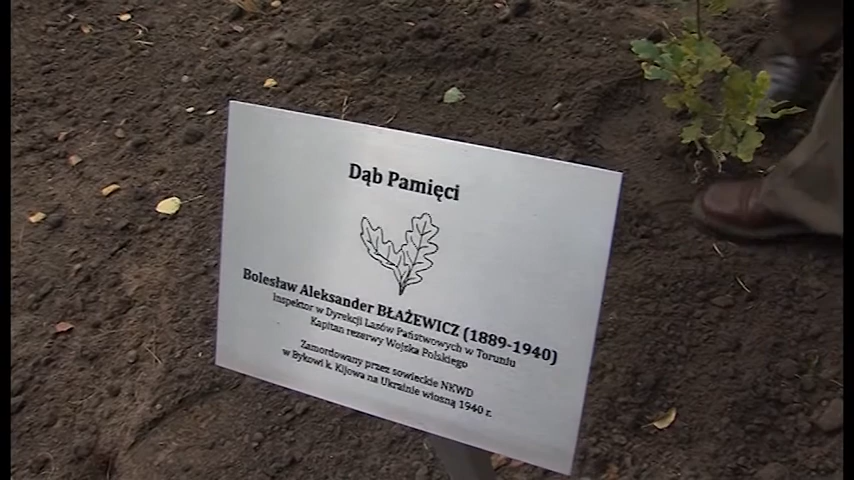 Dąb Pamięci
Bolesław Aleksander BŁAŻEWICZ (1889-1940)
Inspektor w Dyrekcji Lasów Państwowych w Toruniu,
Kapitan rezerwy Wojska Polskiego
Zamordowany przez sowieckie NKWD
w Bykowi k. Kijowa na Ukrainie wiosną 1940 r.